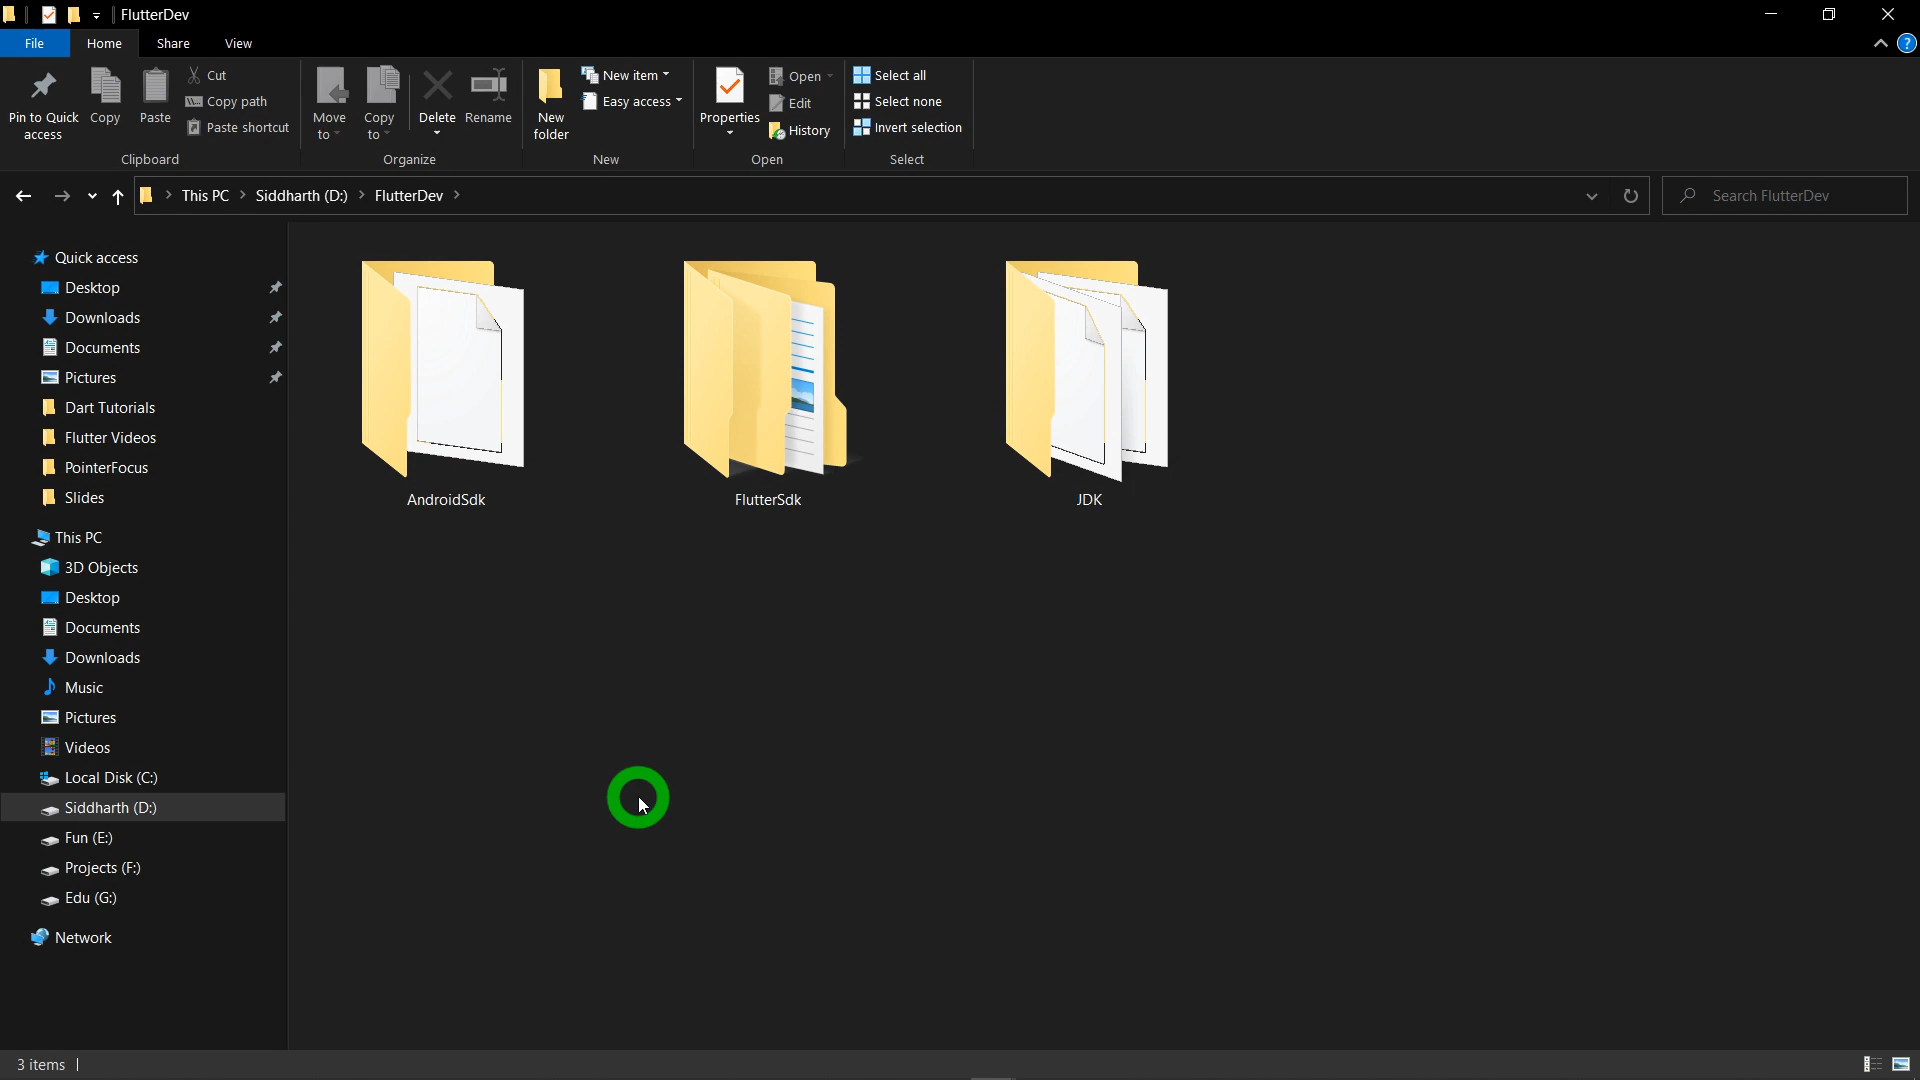 FlutterDev
File Home Share View
Pin to Quick access
Copy
Paste
Cut
Copy path
Paste shortcut
Clipboard
Move to
Copy to
Delete
Rename
Organize
New folder
New item
Easy access
New
Properties
Open
Edit
History
Open
Select all
Select none
Invert selection
Select
This PC > Siddharth (D:) > FlutterDev >
Search FlutterDev
Quick access
Desktop
Downloads
Documents
Pictures
Dart Tutorials
Flutter Videos
PointerFocus
Slides
This PC
3D Objects
Desktop
Documents
Downloads
Music
Pictures
Videos
Local Disk (C:)
Siddharth (D:)
Fun (E:)
Projects (F:)
Edu (G:)
Network
AndroidSdk
FlutterSdk
JDK
3 items